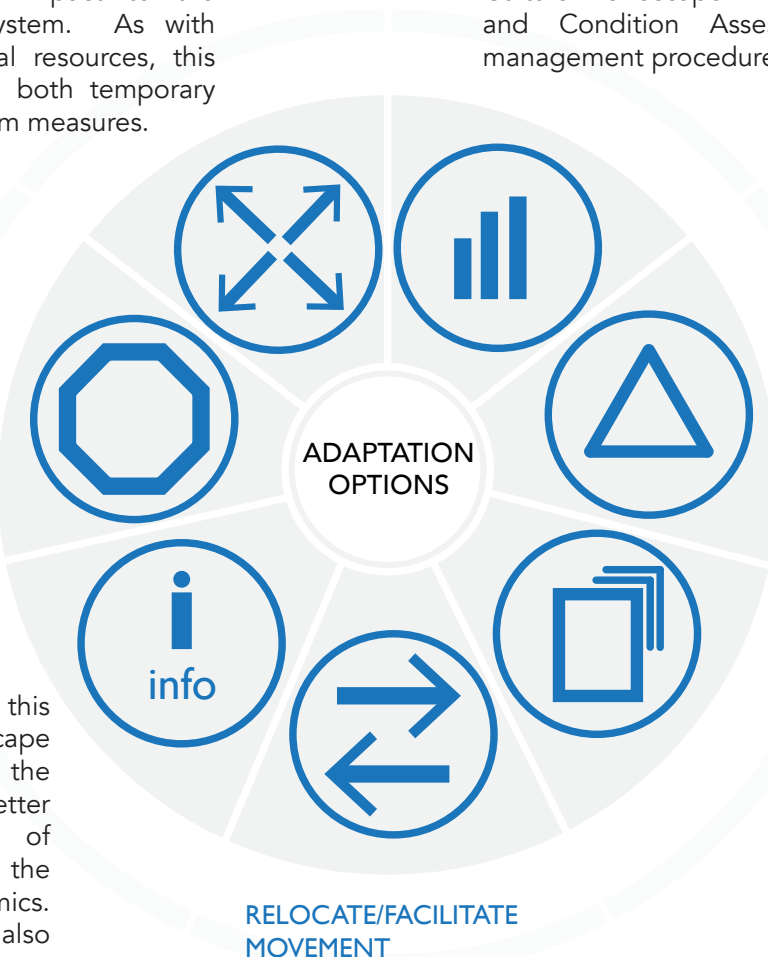 ystem. As with
al resources, this
both temporary
m measures.
and Condition Asses
management procedure
ADAPTATION
OPTIONS
info
this
cape
the
etter
of
the
mics.
also
RELOCATE/FACILITATE
MOVEMENT